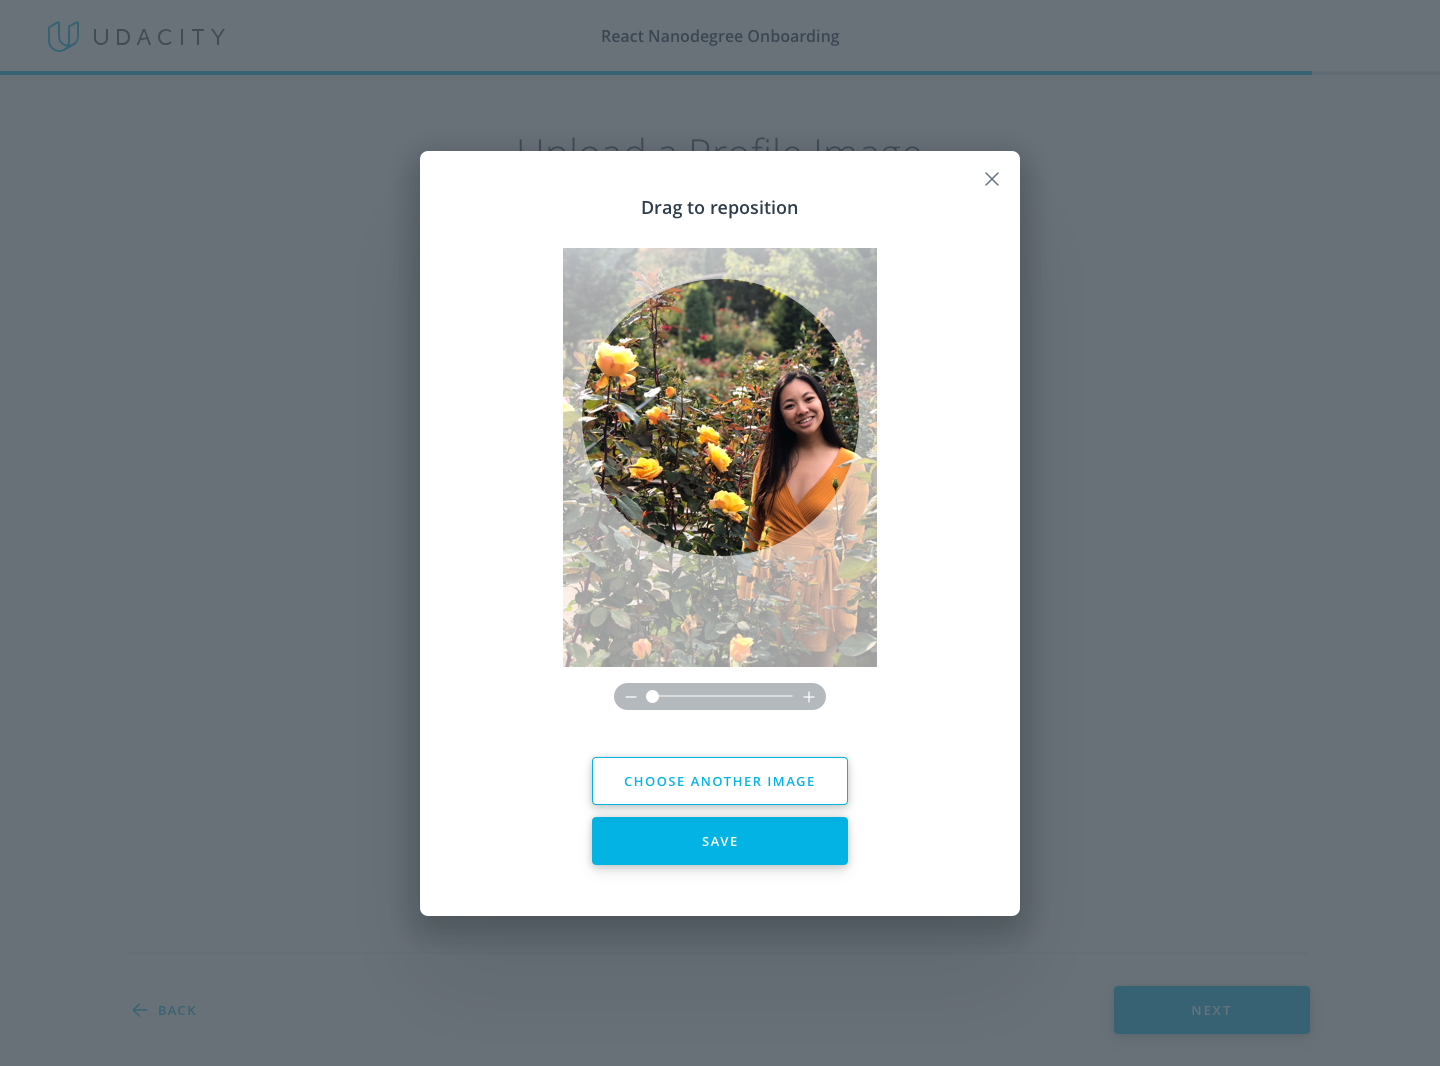 UDACITY
React Nanodegree Onboarding
Upload a Profile Image
Drag to reposition
CHOOSE ANOTHER IMAGE
SAVE
BACK
NEXT